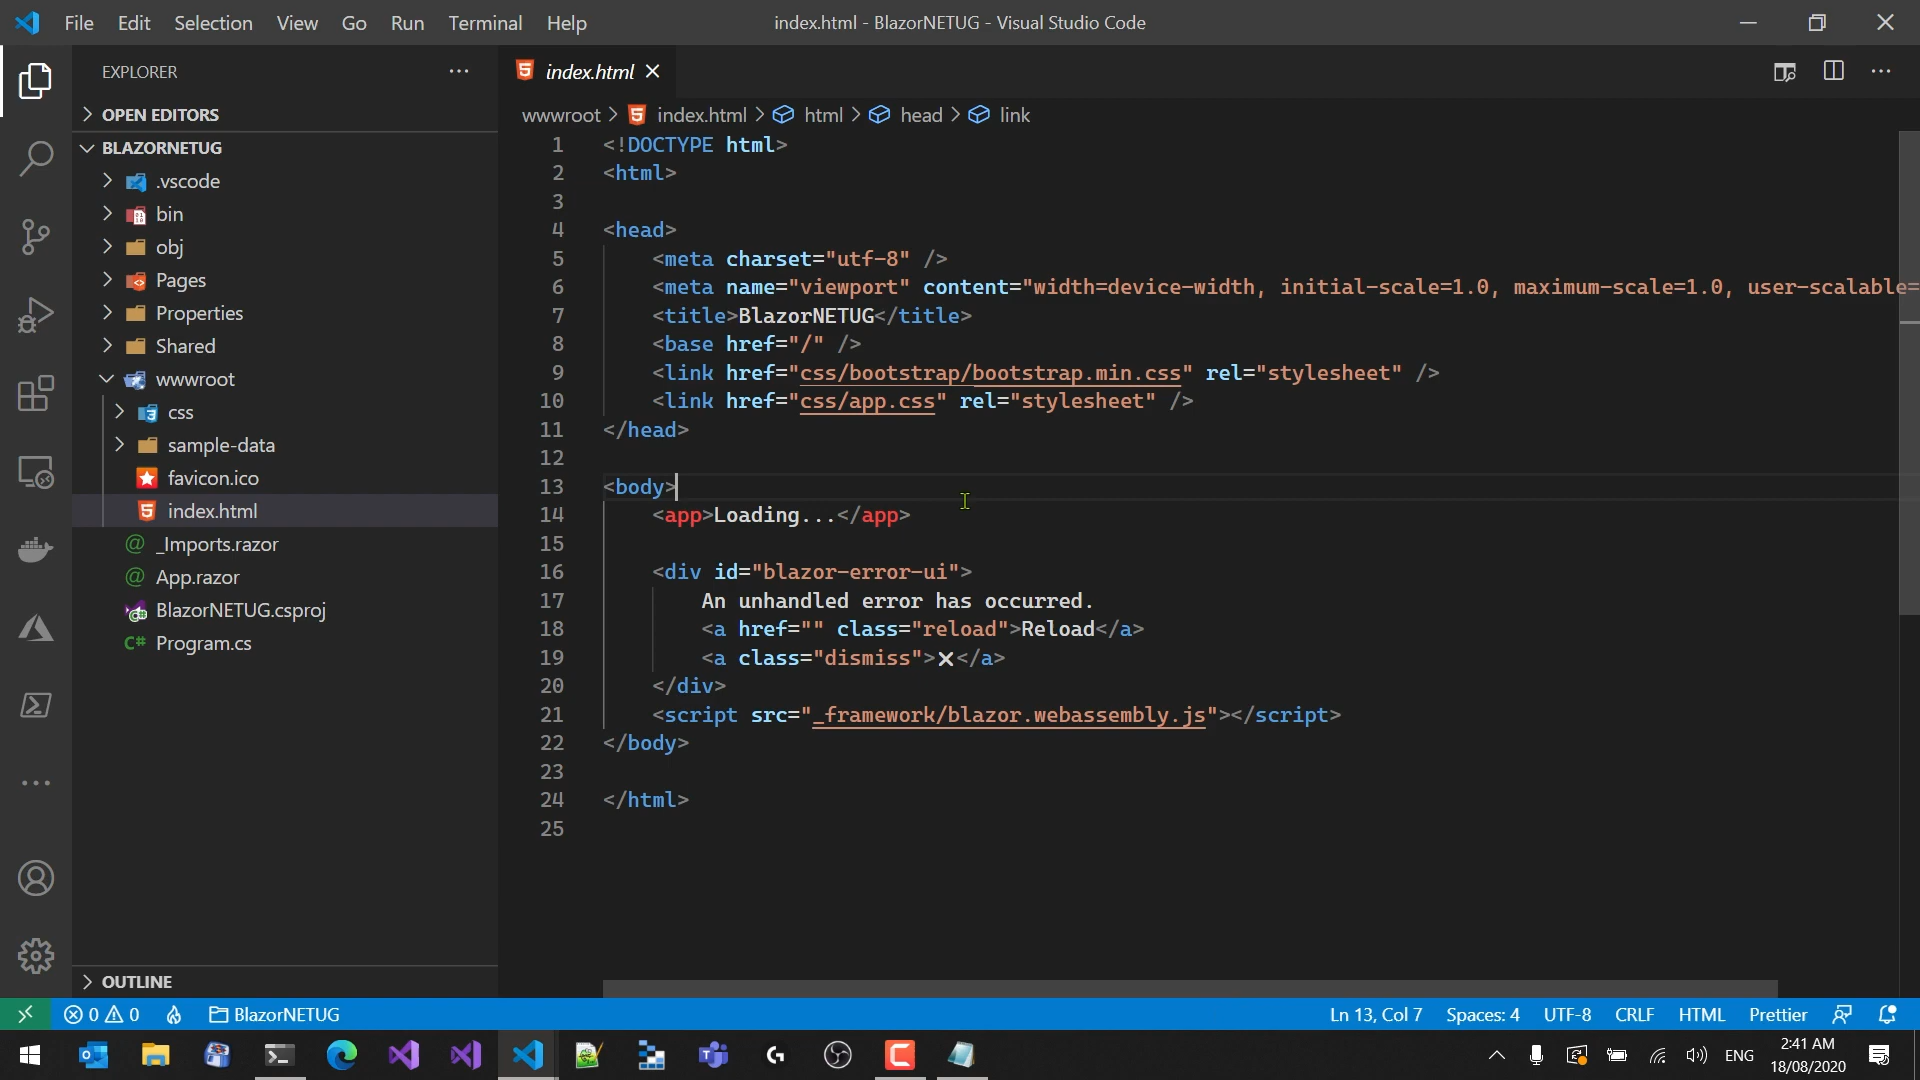 File Edit Selection View Go Run Terminal Help
index.html - BlazorNETUG - Visual Studio Code
EXPLORER
OPEN EDITORS
BLAZORNETUG
.vscode
bin
obj
Pages
Properties
Shared
wwwroot
css
sample-data
favicon.ico
index.html
_Imports.razor
App.razor
BlazorNETUG.csproj
C# Program.cs
OUTLINE
index.html
wwwroot > index.html > html > head > link
1 <!DOCTYPE html>
2 <html>
3
4 <head>
5 <meta charset="utf-8" />
6 <meta name="viewport" content="width=device-width, initial-scale=1.0, maximum-scale=1.0, user-scalable=
7 <title>BlazorNETUG</title>
8 <base href="/" />
9 <link href="css/bootstrap/bootstrap.min.css" rel="stylesheet" />
10 <link href="css/app.css" rel="stylesheet" />
11 </head>
12
13 <body>
14 <app>Loading...</app>
15
16 <div id="blazor-error-ui">
17 An unhandled error has occurred.
18 <a href="" class="reload">Reload</a>
19 <a class="dismiss">🗙</a>
20 </div>
21 <script src="_framework/blazor.webassembly.js"></script>
22 </body>
23
24 </html>
25
0 0 BlazorNETUG
Ln 13, Col 7 Spaces: 4 UTF-8 CRLF HTML Prettier
ENG
2:41 AM
18/08/2020